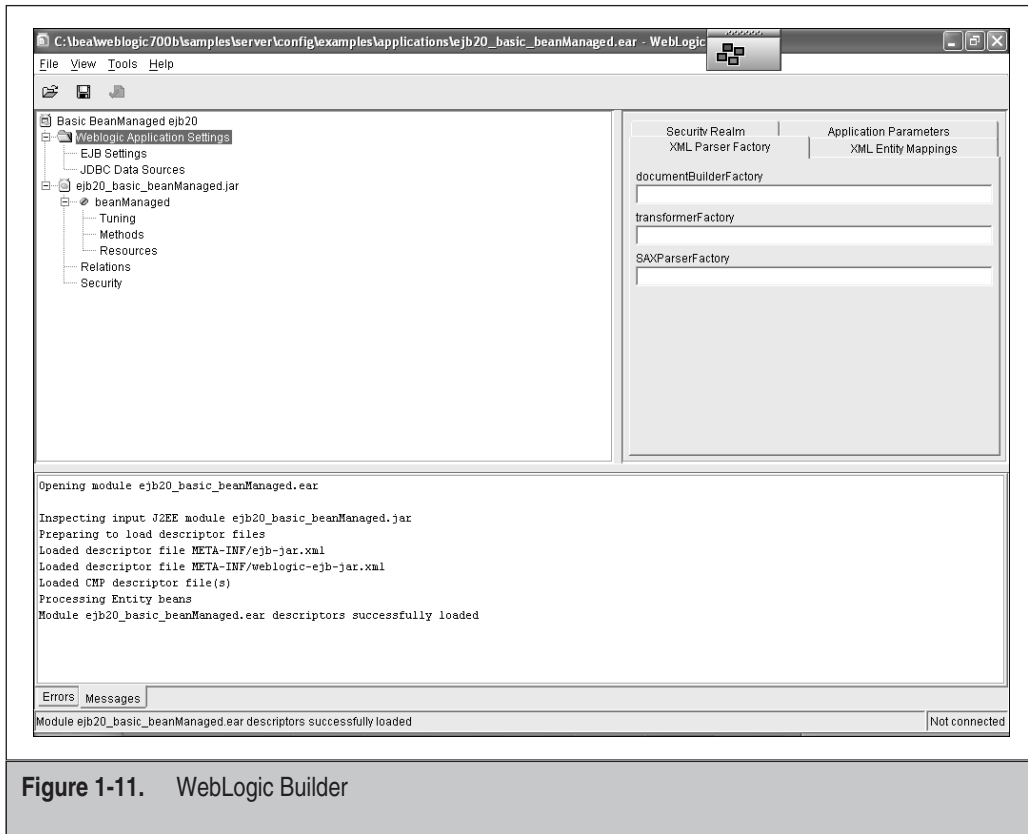 C:\bea\weblogic700b\samples\server\config\examples\applications\ejb20_basic_beanManaged.ear - WebLogic
File View Tools Help
Basic BeanManaged ejb20
Weblogic Application Settings
EJB Settings
JDBC Data Sources
ejb20_basic_beanManaged.jar
beanManaged
Tuning
Methods
Resources
Relations
Security
Security Realm
Application Parameters
XML Parser Factory
XML Entity Mappings
documentBuilderFactory
transformerFactory
SAXParserFactory
Opening module ejb20_basic_beanManaged.ear
Inspecting input J2EE module ejb20_basic_beanManaged.jar
Preparing to load descriptor files
Loaded descriptor file META-INF/ejb-jar.xml
Loaded descriptor file META-INF/weblogic-ejb-jar.xml
Loaded CMP descriptor file(s)
Processing Entity beans
Module ejb20_basic_beanManaged.ear descriptors successfully loaded
Errors Messages
Module ejb20_basic_beanManaged.ear descriptors successfully loaded
Not connected
Figure 1-11. WebLogic Builder